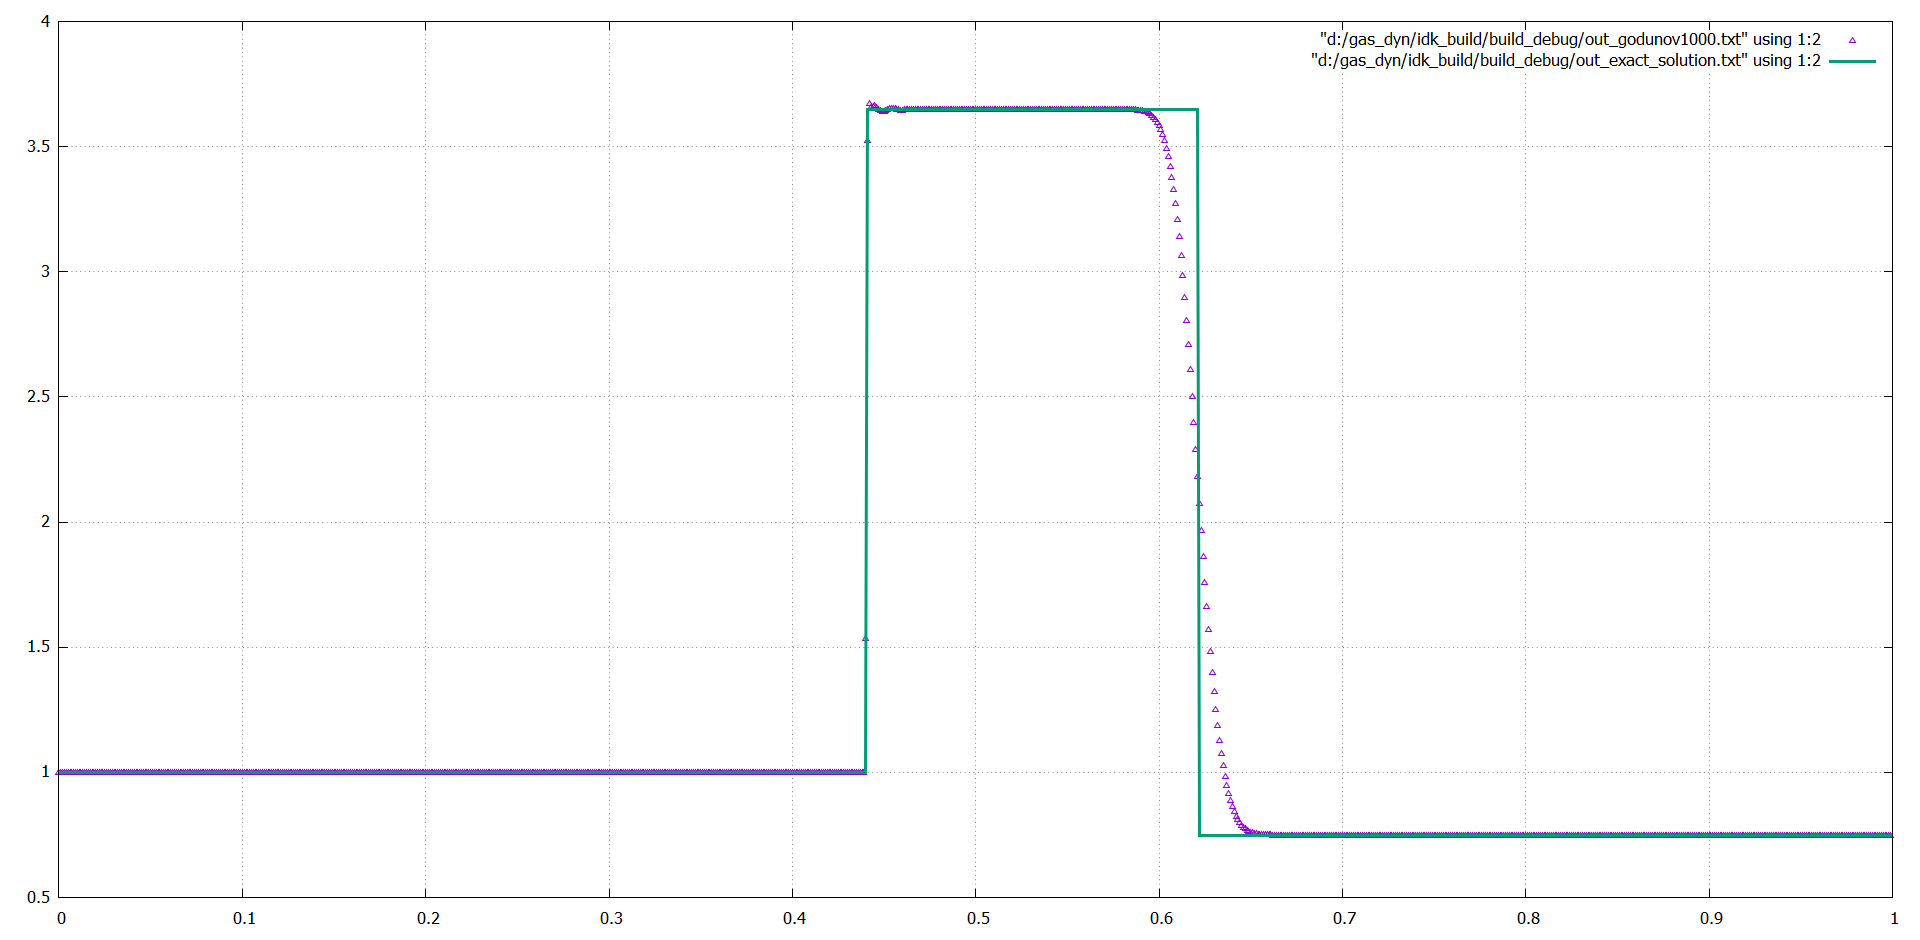 4
"d:/gas_dyn/idk_build/build_debug/out_godunov1000.txt" using 1:2
"d:/gas_dyn/idk_build/build_debug/out_exact_solution.txt" using 1:2
3.5
3
2.5
2
1.5
1
0.5
0 0.1 0.2 0.3 0.4 0.5 0.6 0.7 0.8 0.9 1